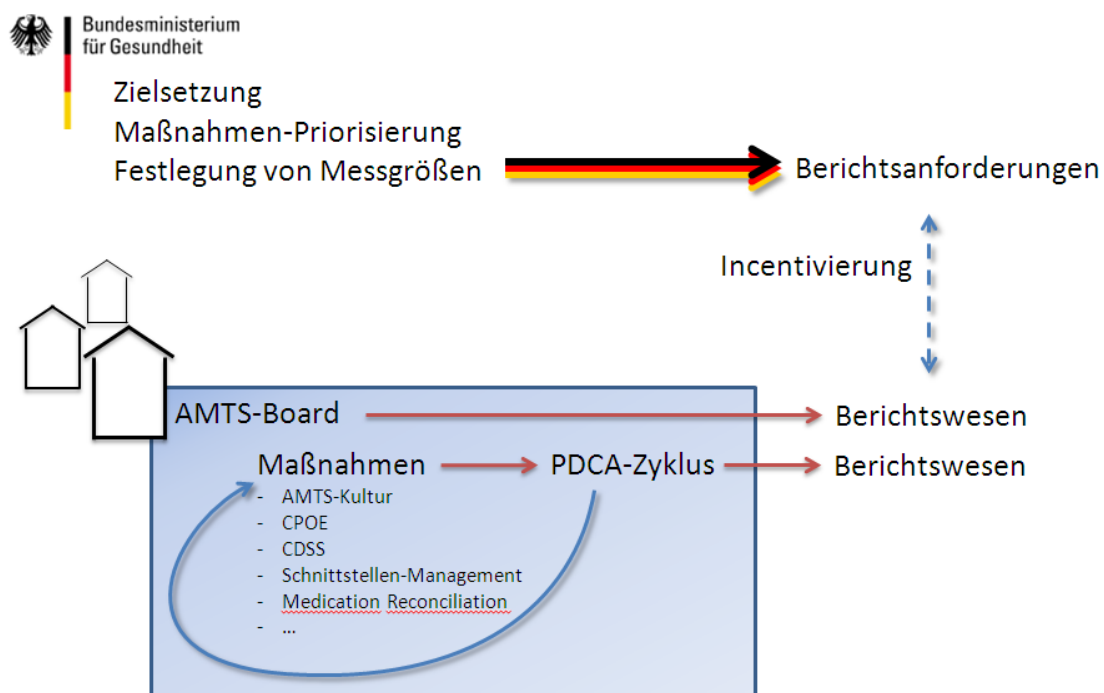 Bundesministerium
für Gesundheit
Zielsetzung
Maßnahmen-Priorisierung
Festlegung von Messgrößen
Berichtsanforderungen
Incentivierung
AMTS-Board
Berichtswesen
Maßnahmen
PDCA-Zyklus
Berichtswesen
- AMTS-Kultur
- CPOE
- CDSS
- Schnittstellen-Management
- Medication Reconciliation
- ...